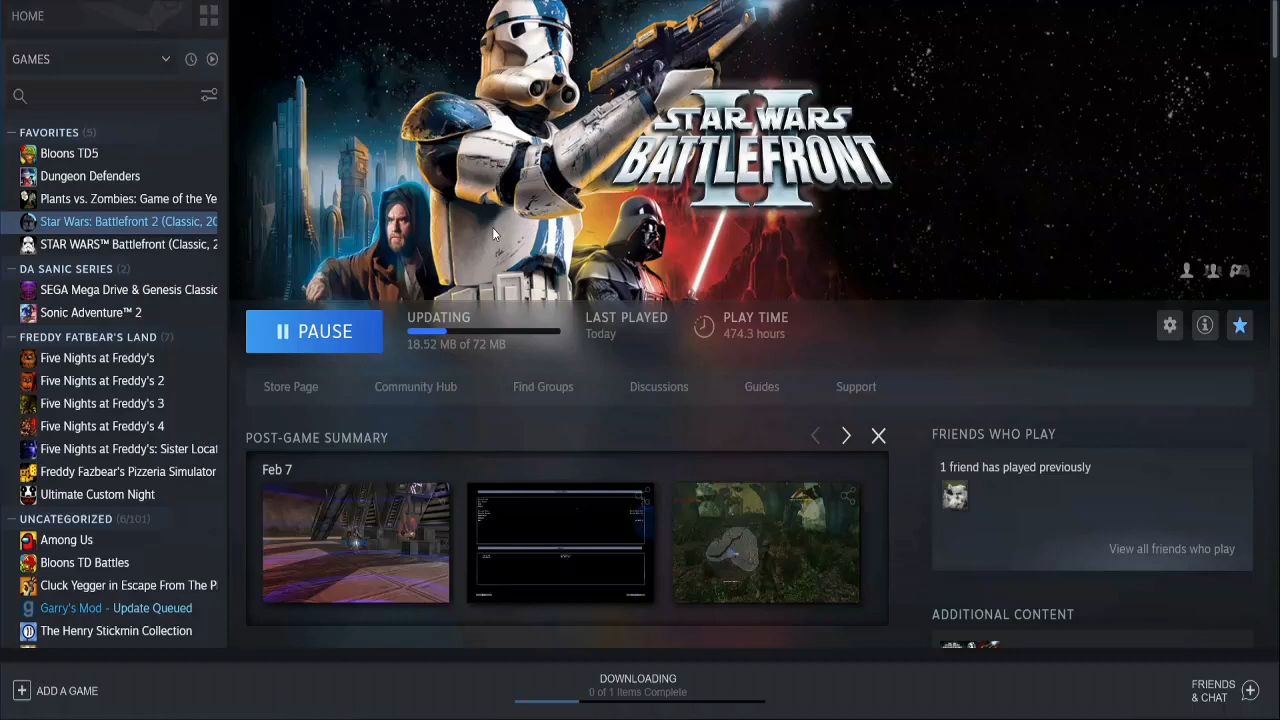 HOME
GAMES
FAVORITES (5)
Bloons TD5
Dungeon Defenders
Plants vs. Zombies: Game of the Ye
Star Wars: Battlefront 2 (Classic, 20
STAR WARS™ Battlefront (Classic, 2
DA SANIC SERIES (2)
SEGA Mega Drive & Genesis Classic
Sonic Adventure™ 2
FREDDY FATBEAR'S LAND (7)
Five Nights at Freddy's
Five Nights at Freddy's 2
Five Nights at Freddy's 3
Five Nights at Freddy's 4
Five Nights at Freddy's: Sister Locat
Freddy Fazbear's Pizzeria Simulator
Ultimate Custom Night
UNCATEGORIZED (6/101)
Among Us
Bloons TD Battles
Cluck Yegger in Escape From The P
Garry's Mod - Update Queued
The Henry Stickmin Collection
II
STAR WARS
BATTLEFRONT
PAUSE
UPDATING
18.52 MB of 72 MB
LAST PLAYED
Today
PLAY TIME
474.3 hours
Store Page
Community Hub
Find Groups
Discussions
Guides
Support
POST-GAME SUMMARY
Feb 7
FRIENDS WHO PLAY
1 friend has played previously
View all friends who play
ADDITIONAL CONTENT
ADD A GAME
DOWNLOADING
0 of 1 Items Complete
FRIENDS
& CHAT